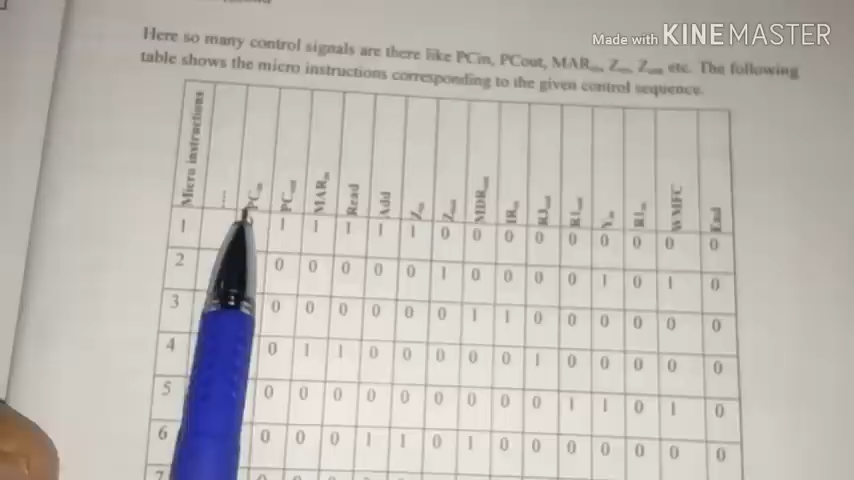 Made with KINEMASTER
Here so many control signals are there like PCin, PCout, MARin, Zin, Zout etc. The following
table shows the micro instructions corresponding to the given control sequence.
Micro instructions .... PCin PCout MARin Read Add Zin Zout MDRout IRin R3out R1out Yin R1in WMFC End
1 1 1 1 1 1 0 0 0 0 0 0 0 0 0
2 0 0 0 0 0 1 0 0 0 0 1 0 1 0
3 0 0 0 0 0 0 1 1 0 0 0 0 0 0
4 0 1 1 0 0 0 0 0 1 0 0 0 0 0
5 0 0 0 0 0 0 0 0 0 1 1 0 1 0
6 0 0 0 1 1 0 1 0 0 0 0 0 0 0
7